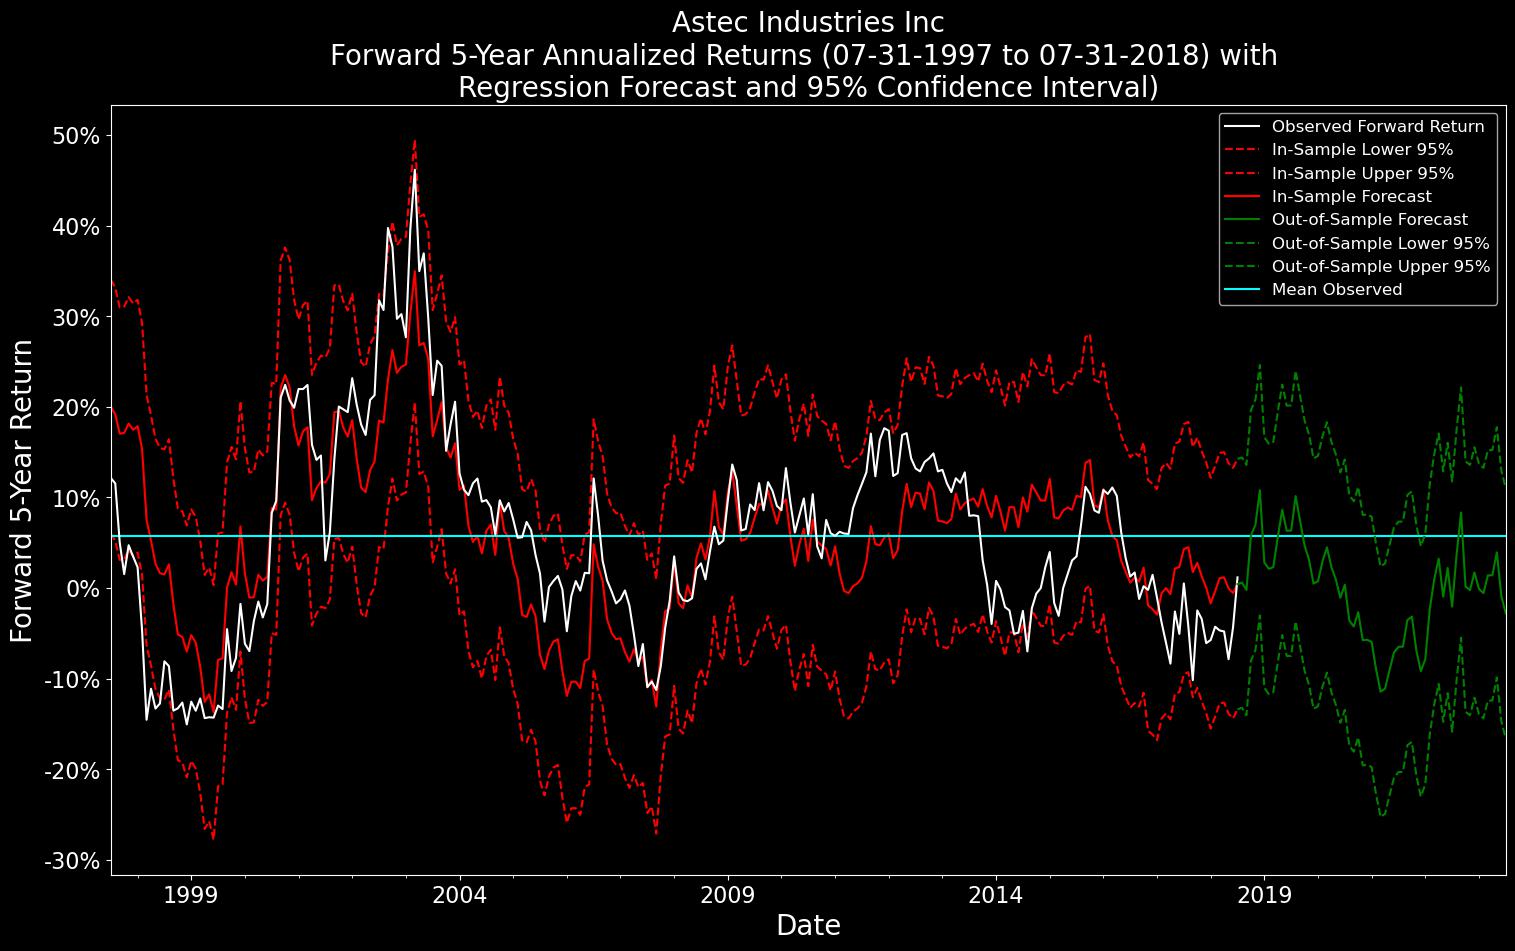 Astec Industries Inc
Forward 5-Year Annualized Returns (07-31-1997 to 07-31-2018) with
Regression Forecast and 95% Confidence Interval)
Forward 5-Year Return
50%
40%
30%
20%
10%
0%
-10%
-20%
-30%
Observed Forward Return
In-Sample Lower 95%
In-Sample Upper 95%
In-Sample Forecast
Out-of-Sample Forecast
Out-of-Sample Lower 95%
Out-of-Sample Upper 95%
Mean Observed
1999 2004 2009 2014 2019
Date